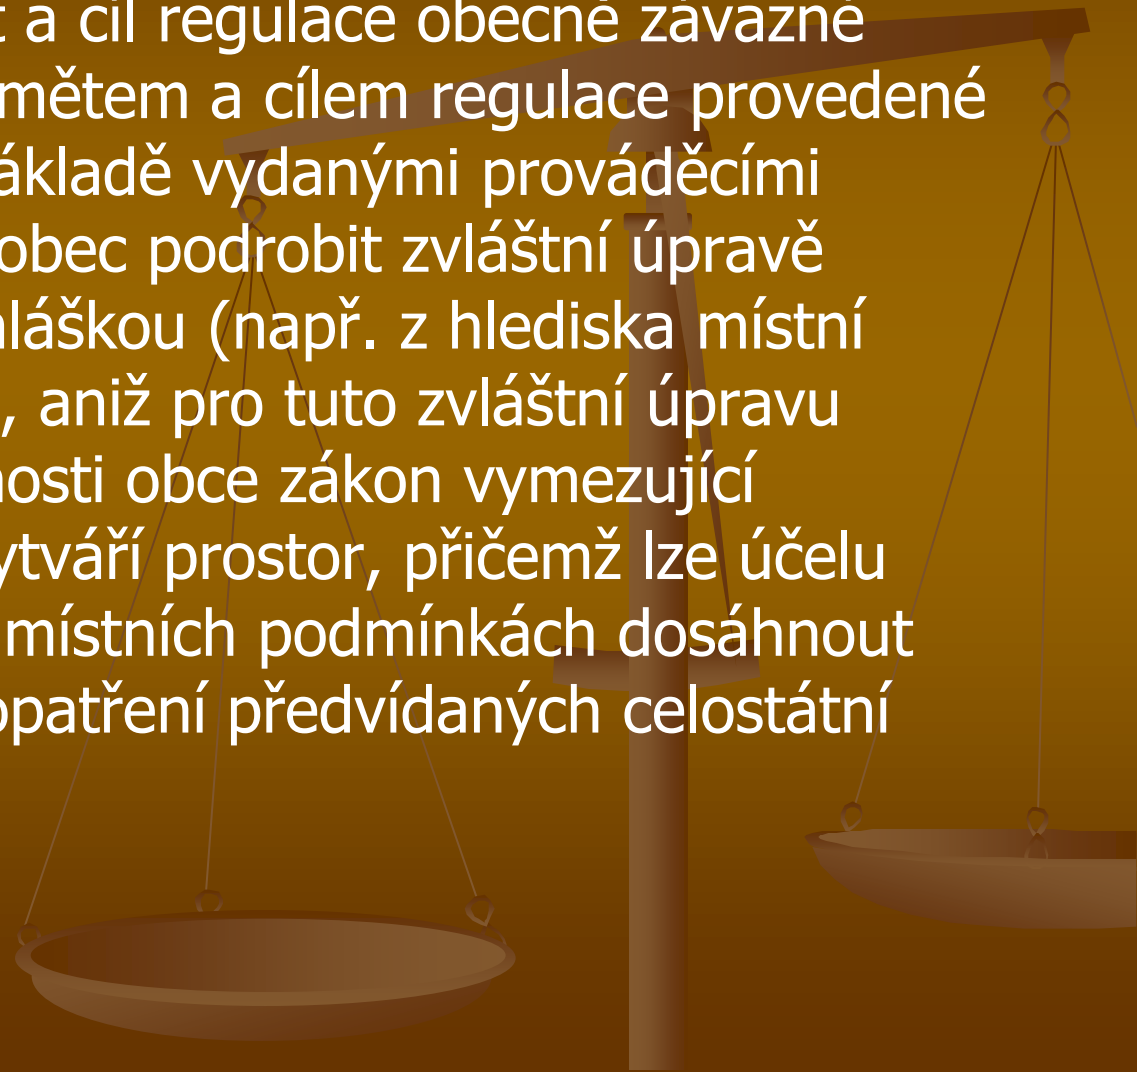 a cíl regulace obecně závazné
mětem a cílem regulace provedené
ákladě vydanými prováděcími
obec podrobit zvláštní úpravě
láškou (např. z hlediska místní
, aniž pro tuto zvláštní úpravu
nosti obce zákon vymezující
ytváří prostor, přičemž lze účelu
místních podmínkách dosáhnout
opatření předvídaných celostátní